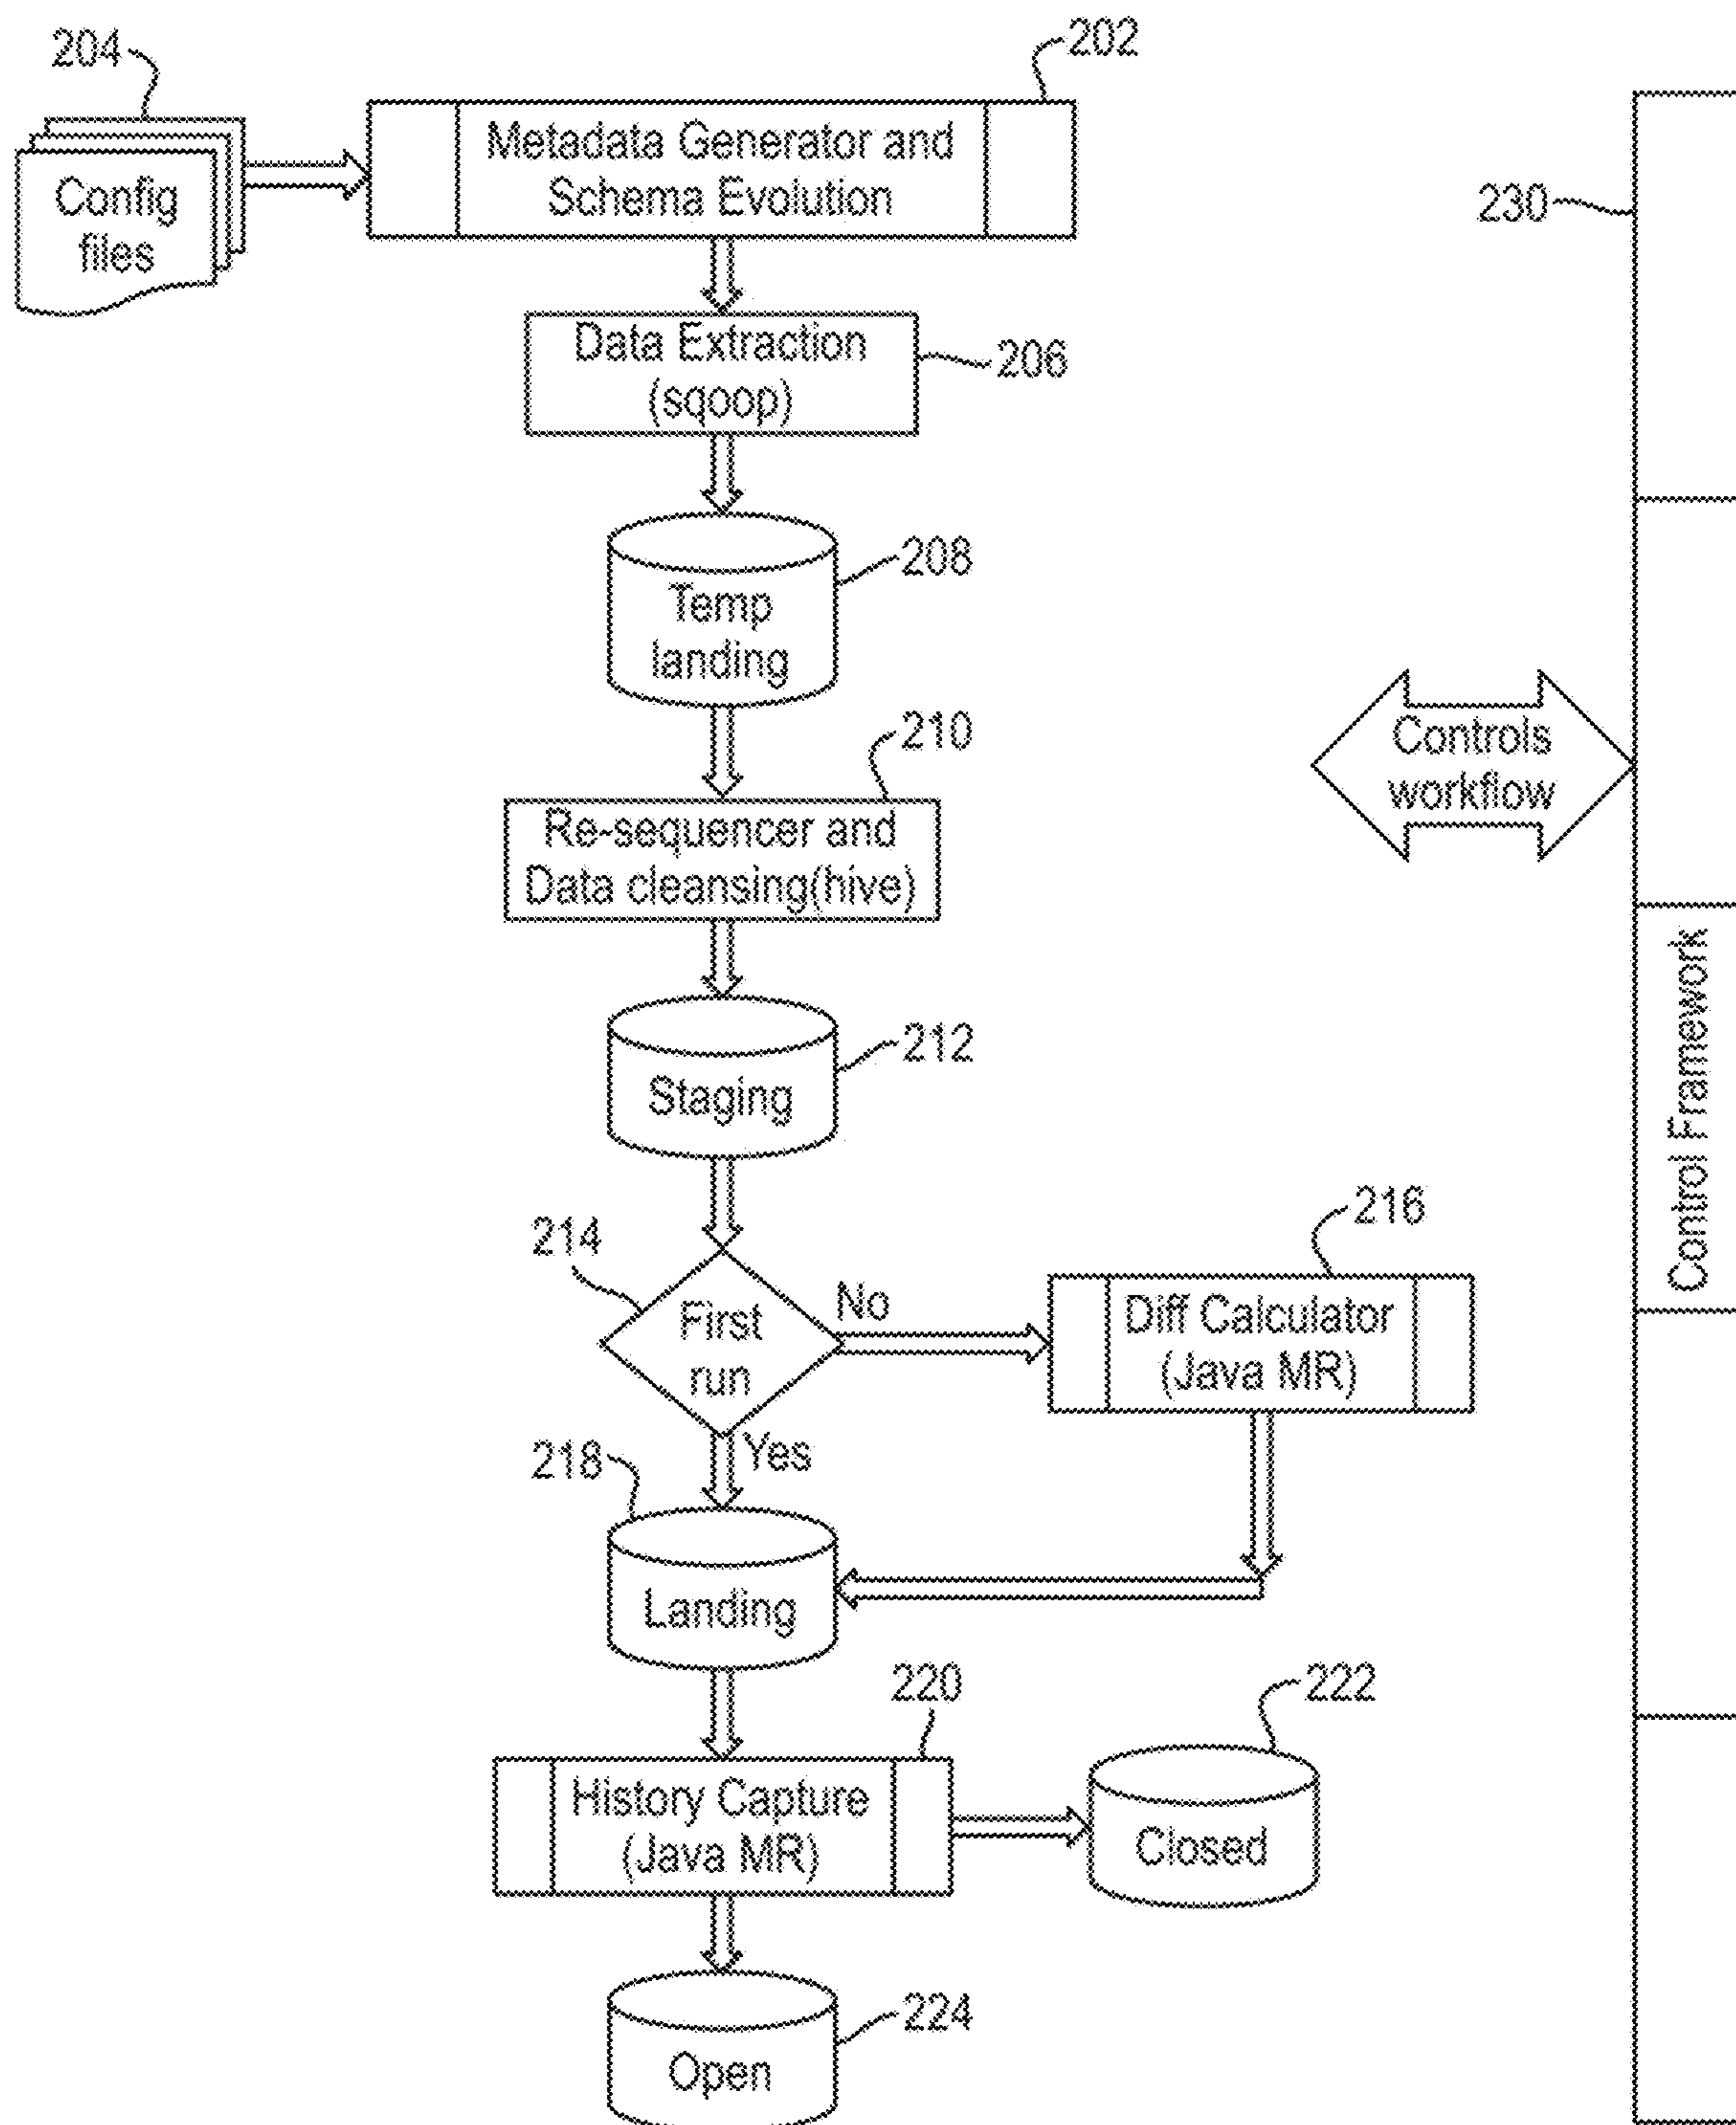 204
202
Metadata Generator and
Schema Evolution
Config
files
230
Data Extraction
(sqoop)
206
208
Temp
landing
210
Controls
workflow
Re-sequencer and
Data cleansing(hive)
Control Framework
212
Staging
216
214
No
First
run
Diff Calculator
(Java MR)
Yes
218
Landing
220
222
History Capture
(Java MR)
Closed
224
Open